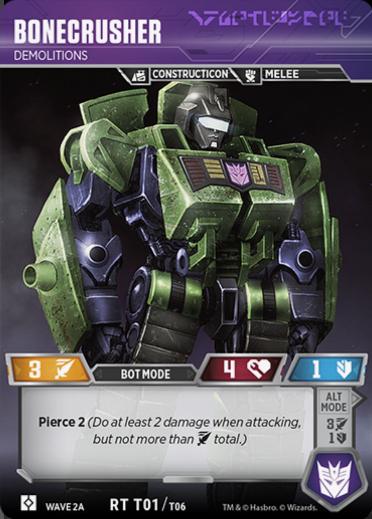 BONECRUSHER
DEMOLITIONS
CONSTRUCTICON MELEE
3 BOT MODE 4 1
ALT
MODE
3
1
Pierce 2 (Do at least 2 damage when attacking,
but not more than total.)
WAVE 2A RT T01/T06 TM & © Hasbro. © Wizards.